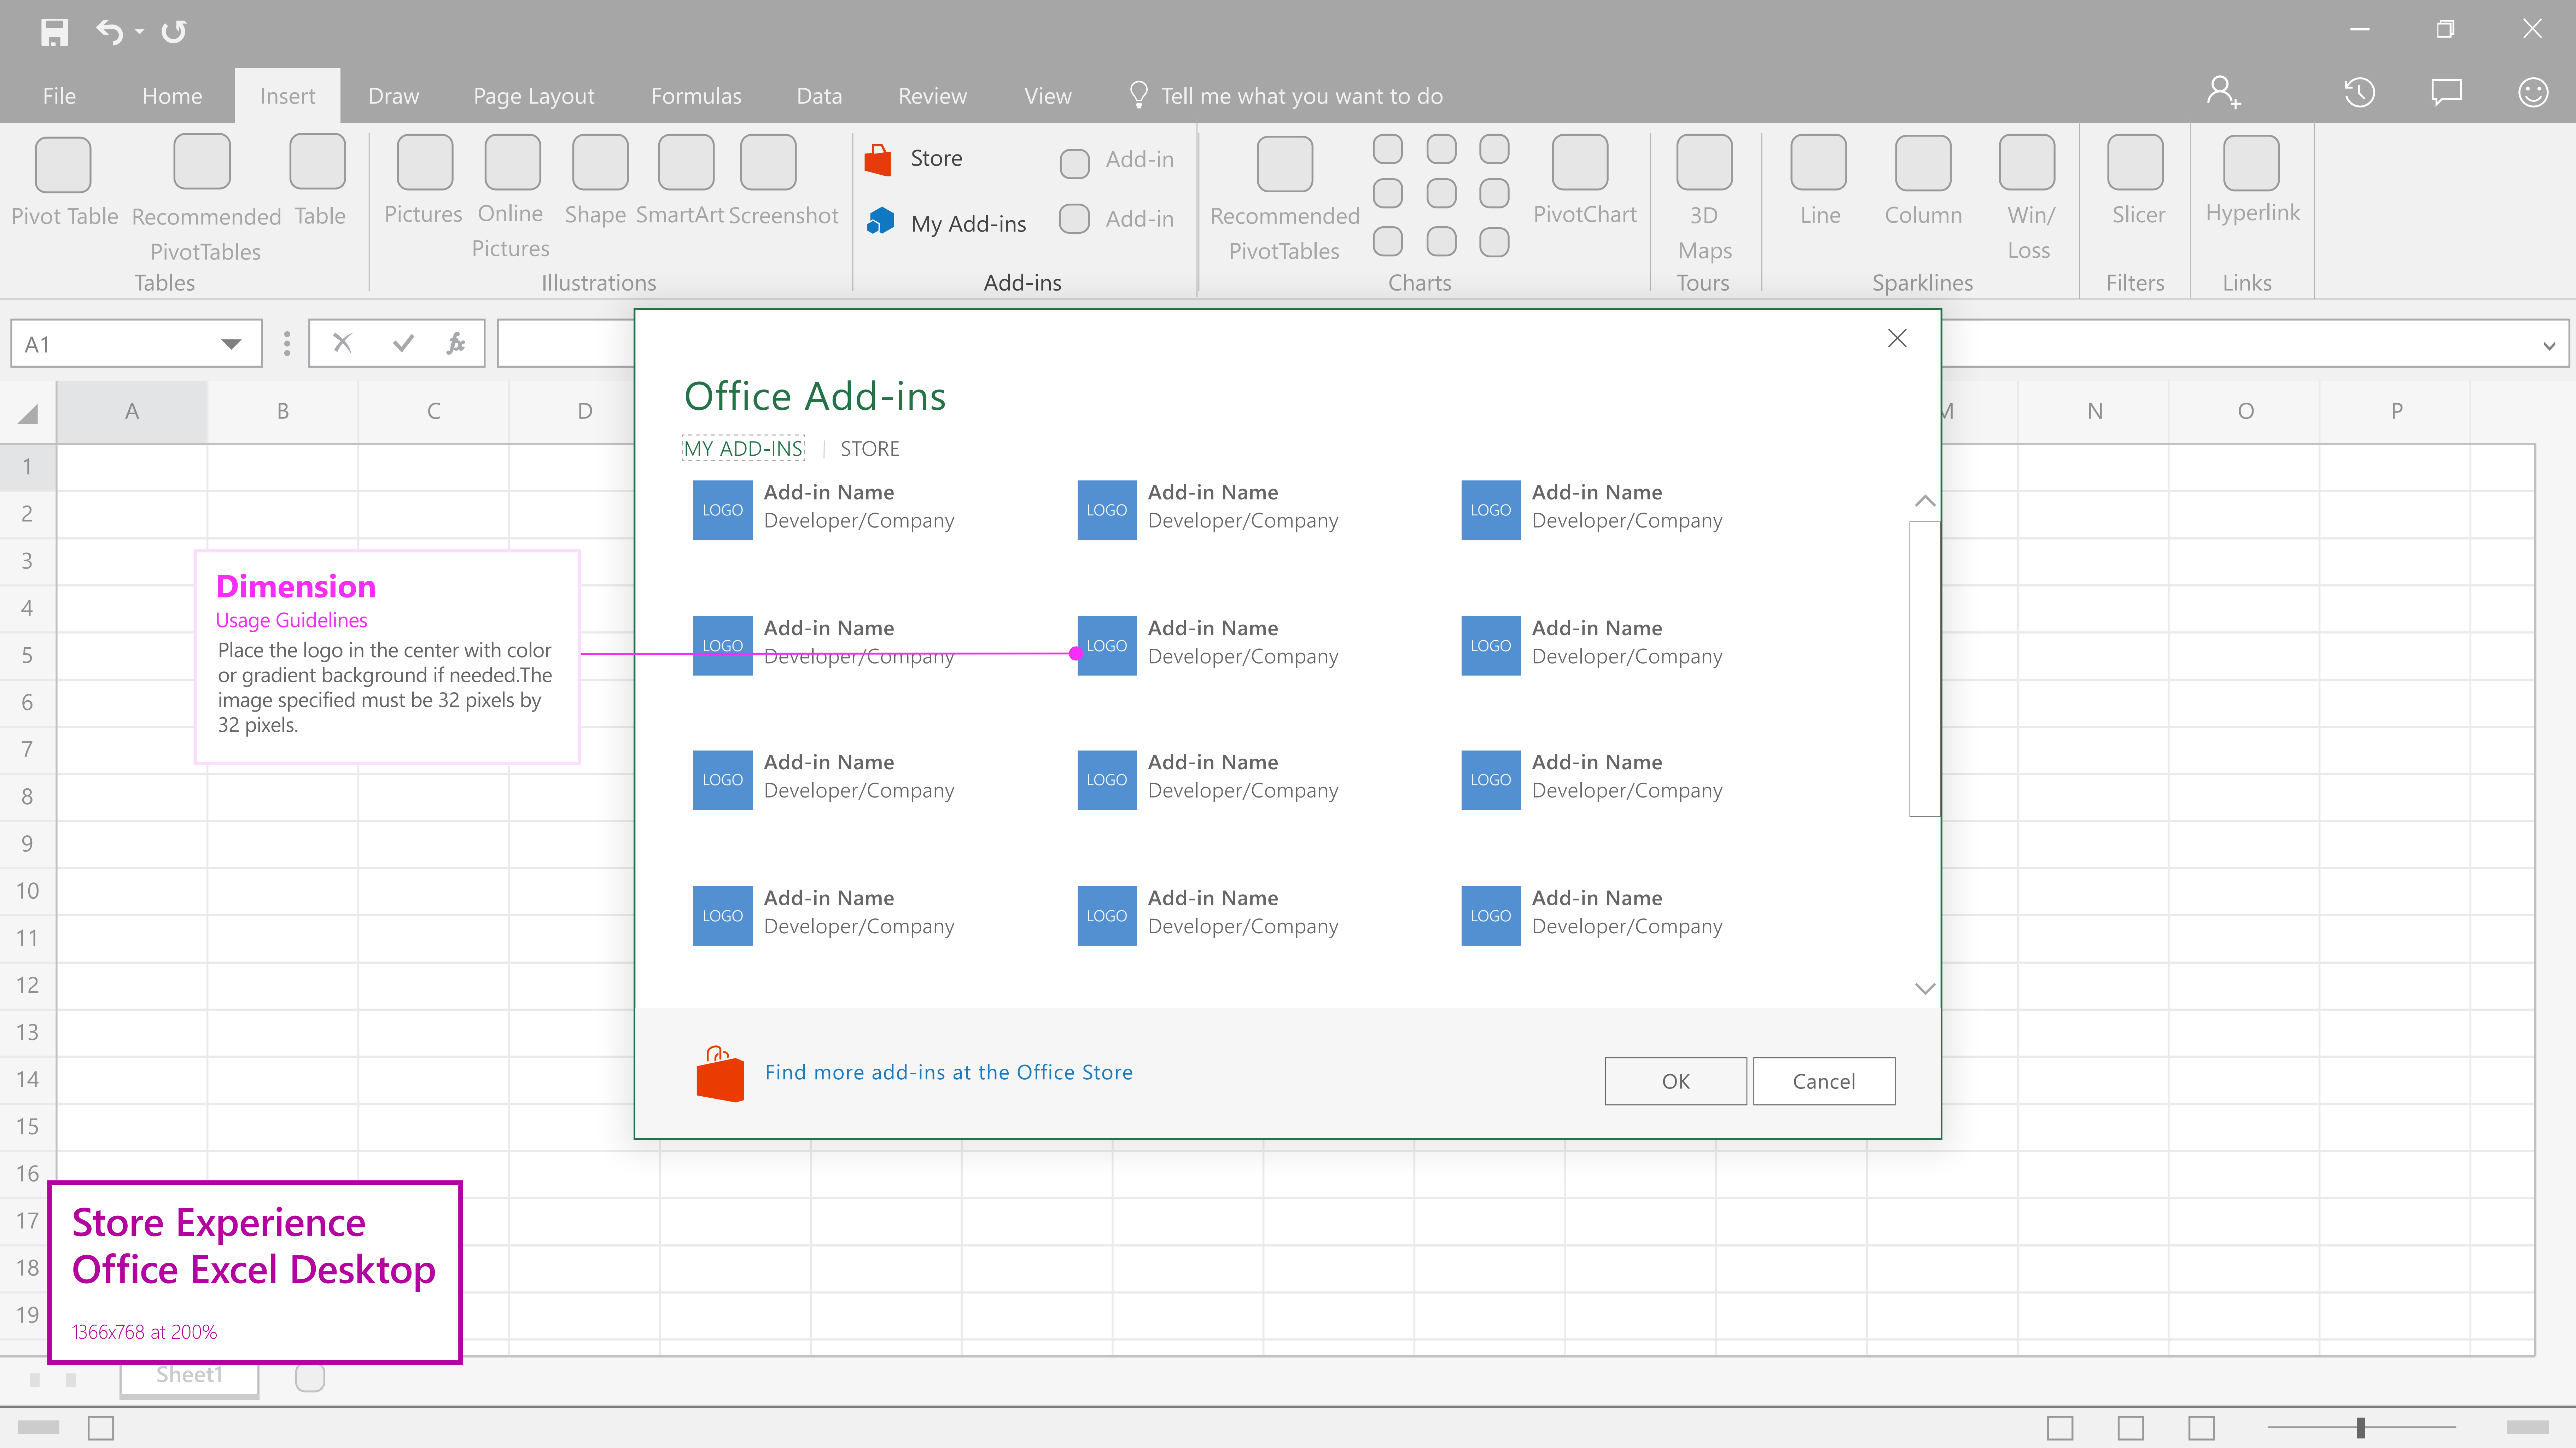 File Home Insert Draw Page Layout Formulas Data Review View Tell me what you want to do
Pivot Table
Recommended
PivotTables
Table
Tables
Pictures
Online
Pictures
Shape
SmartArt
Screenshot
Illustrations
Store
My Add-ins
Add-in
Add-in
Add-ins
Recommended
PivotTables
PivotChart
Charts
3D
Maps
Tours
Line
Column
Win/
Loss
Sparklines
Slicer
Filters
Hyperlink
Links
A1
fx
A B C D M N O P
1
2
3
4
5
6
7
8
9
10
11
12
13
14
15
16
17
18
19
Dimension
Usage Guidelines
Place the logo in the center with color
or gradient background if needed.The
image specified must be 32 pixels by
32 pixels.
Office Add-ins
MY ADD-INS | STORE
LOGO
Add-in Name
Developer/Company
LOGO
Add-in Name
Developer/Company
LOGO
Add-in Name
Developer/Company
LOGO
Add-in Name
Developer/Company
LOGO
Add-in Name
Developer/Company
LOGO
Add-in Name
Developer/Company
LOGO
Add-in Name
Developer/Company
LOGO
Add-in Name
Developer/Company
LOGO
Add-in Name
Developer/Company
LOGO
Add-in Name
Developer/Company
LOGO
Add-in Name
Developer/Company
LOGO
Add-in Name
Developer/Company
Find more add-ins at the Office Store
OK
Cancel
Store Experience
Office Excel Desktop
1366x768 at 200%
Sheet1